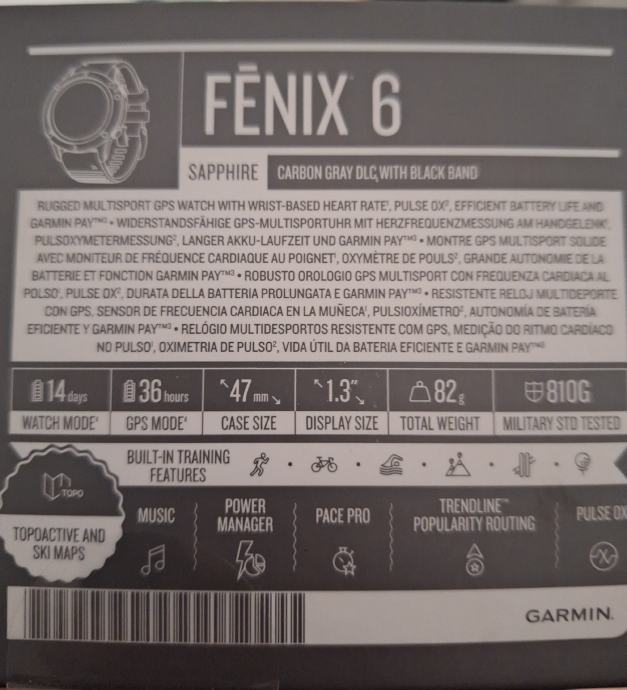 FĒNIX® 6
SAPPHIRE
CARBON GRAY DLC WITH BLACK BAND
RUGGED MULTISPORT GPS WATCH WITH WRIST-BASED HEART RATE¹, PULSE OX², EFFICIENT BATTERY LIFE AND
GARMIN PAY™³ • WIDERSTANDSFÄHIGE GPS-MULTISPORTUHR MIT HERZFREQUENZMESSUNG AM HANDGELENK¹,
PULSOXYMETERMESSUNG², LANGER AKKU-LAUFZEIT UND GARMIN PAY™³ • MONTRE GPS MULTISPORT SOLIDE
AVEC MONITEUR DE FRÉQUENCE CARDIAQUE AU POIGNET¹, OXYMÈTRE DE POULS², GRANDE AUTONOMIE DE LA
BATTERIE ET FONCTION GARMIN PAY™³ • ROBUSTO OROLOGIO GPS MULTISPORT CON FREQUENZA CARDIACA AL
POLSO¹, PULSE OX², DURATA DELLA BATTERIA PROLUNGATA E GARMIN PAY™³ • RESISTENTE RELOJ MULTIDEPORTE
CON GPS, SENSOR DE FRECUENCIA CARDIACA EN LA MUÑECA¹, PULSIOXÍMETRO², AUTONOMÍA DE BATERÍA
EFICIENTE Y GARMIN PAY™³ • RELÓGIO MULTIDESPORTOS RESISTENTE COM GPS, MEDIÇÃO DO RITMO CARDÍACO
NO PULSO¹, OXIMETRIA DE PULSO², VIDA ÚTIL DA BATERIA EFICIENTE E GARMIN PAY™³
14 days
WATCH MODE⁴
36 hours
GPS MODE⁴
47 mm
CASE SIZE
1.3"
DISPLAY SIZE
82 g
TOTAL WEIGHT
810G
MILITARY STD TESTED
BUILT-IN TRAINING
FEATURES
TOPO
TOPOACTIVE AND
SKI MAPS
MUSIC
POWER
MANAGER
PACE PRO
TRENDLINE™
POPULARITY ROUTING
PULSE OX
GARMIN.